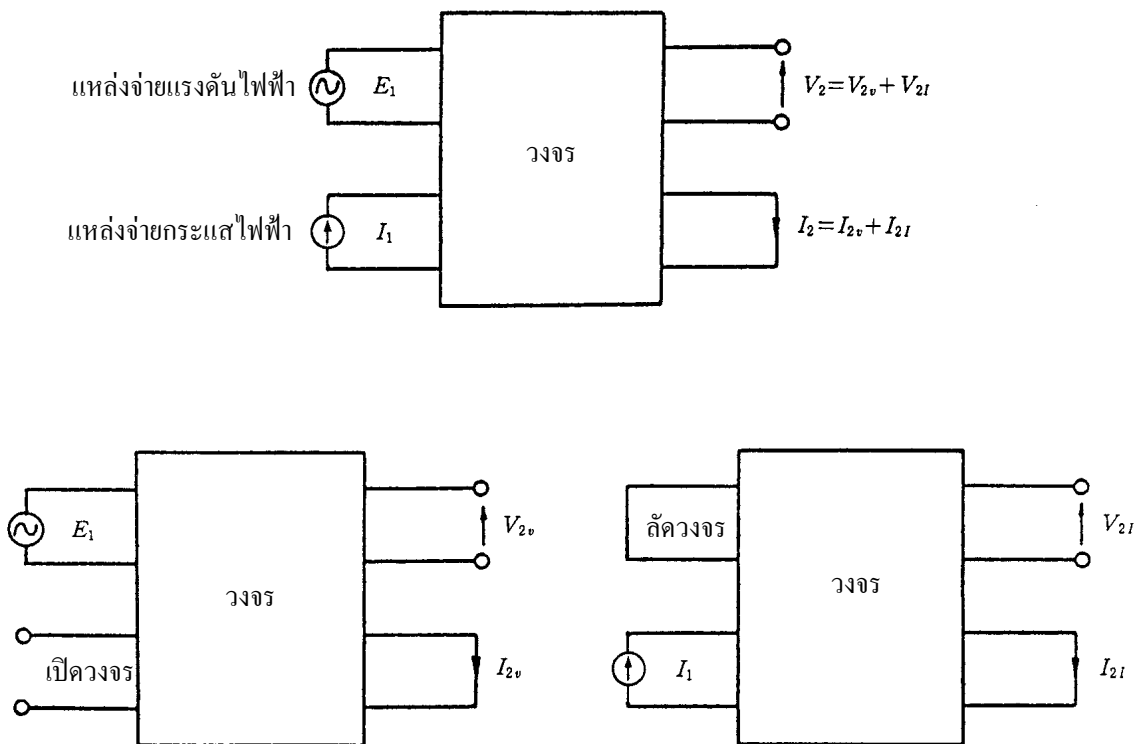 แหล่งจ่ายแรงดันไฟฟ้า E₁ V₂=V₂ᵥ+V₂I
วงจร
แหล่งจ่ายกระแสไฟฟ้า I₁ I₂=I₂ᵥ+I₂I
E₁ V₂ᵥ
วงจร
เปิดวงจร I₂ᵥ
ลัดวงจร V₂I
วงจร
I₁ I₂I